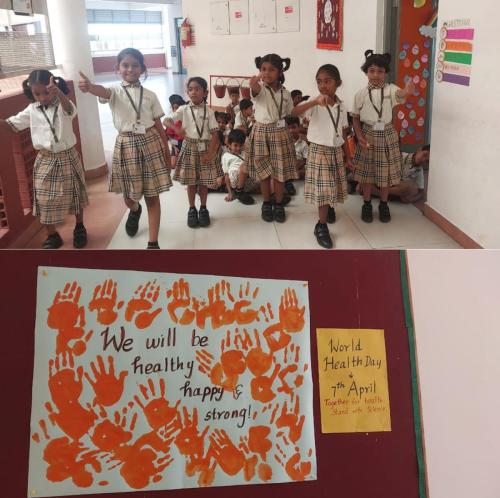 We will be
healthy
happy &
strong!
World
Health Day
7th April
Together for health
Stand with Science